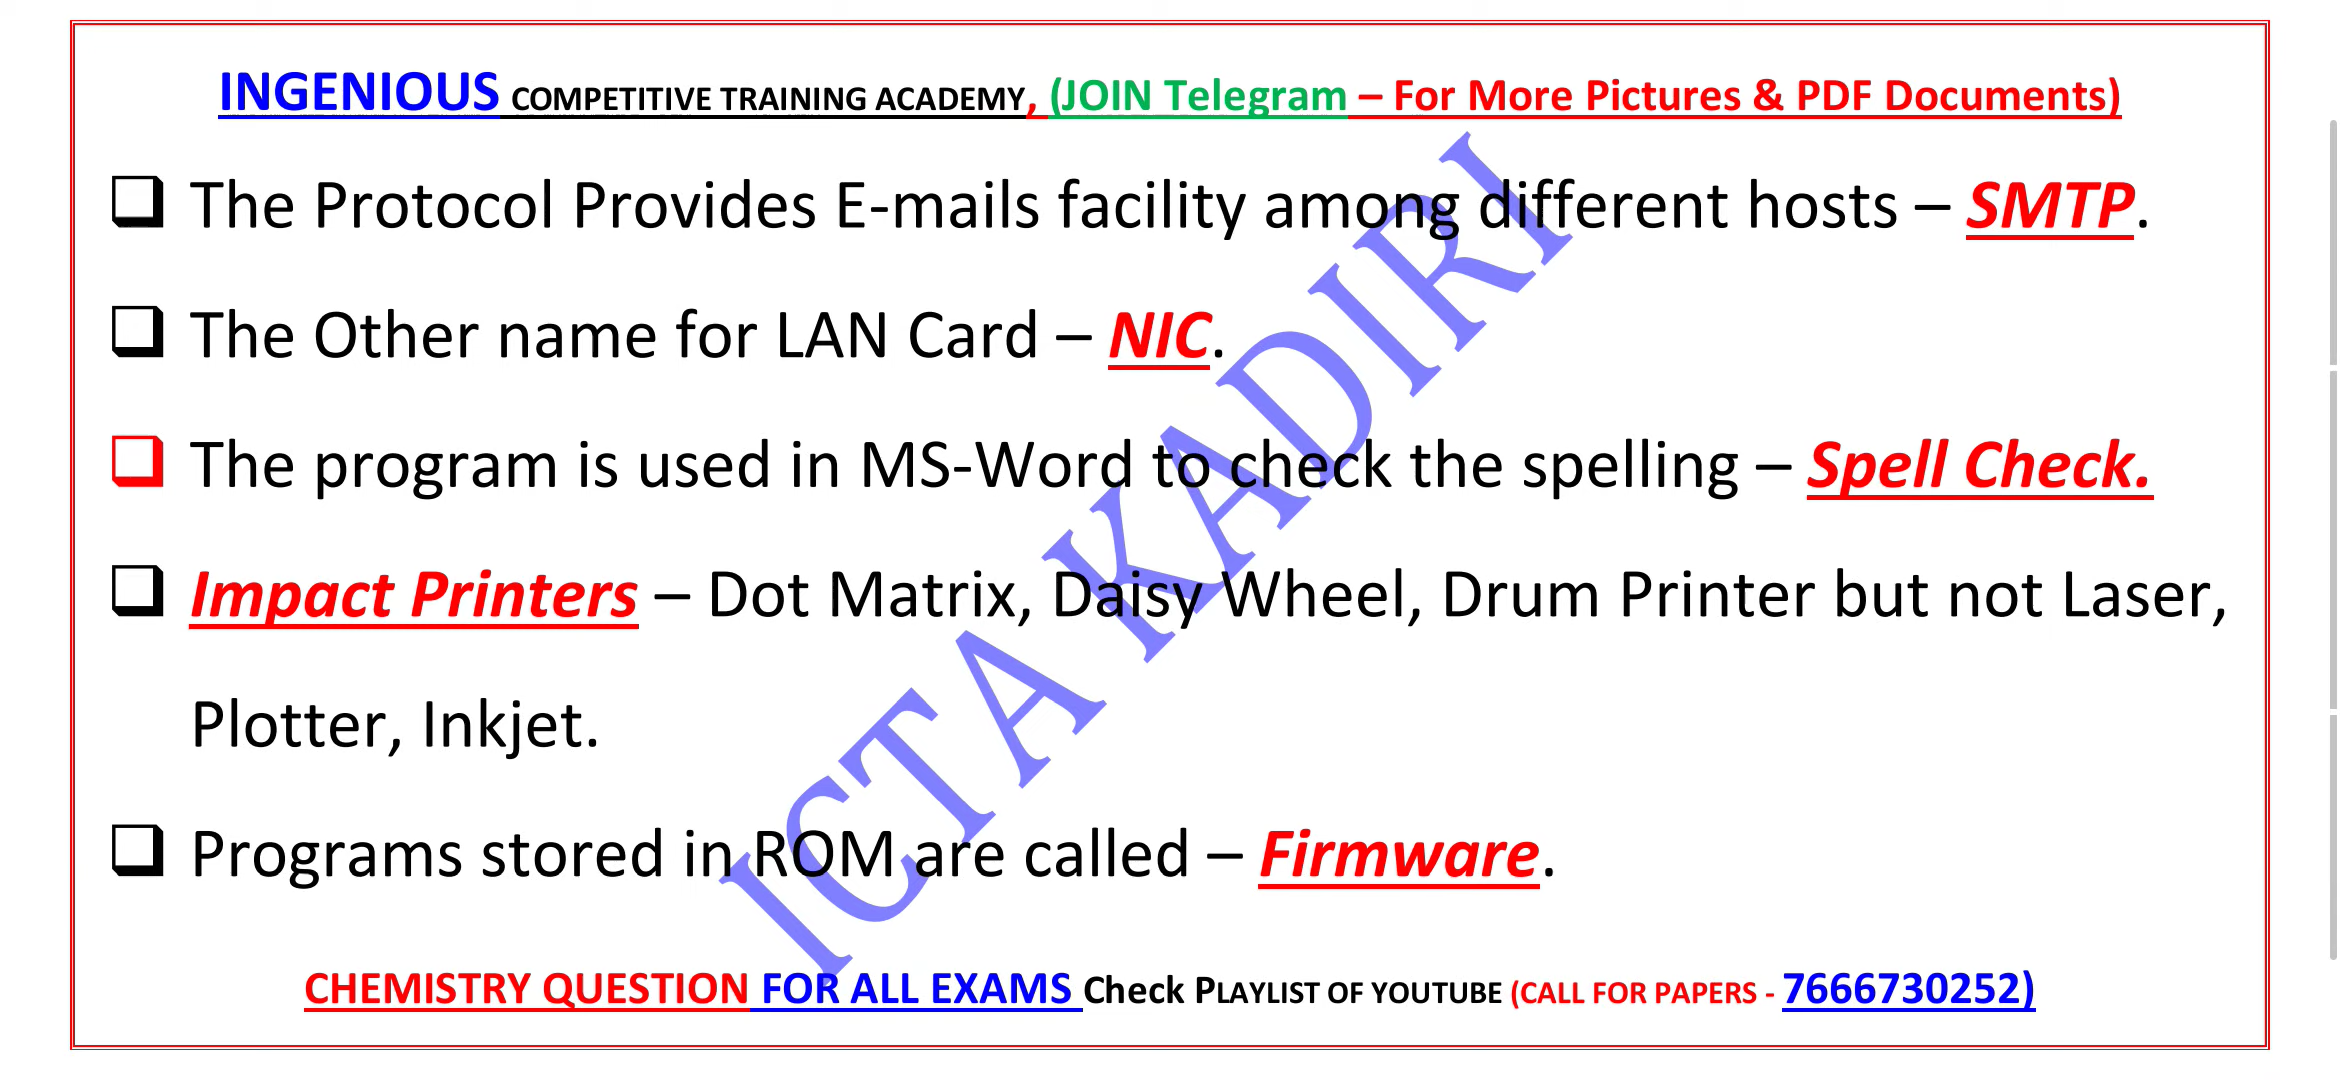 INGENIOUS COMPETITIVE TRAINING ACADEMY, (JOIN Telegram – For More Pictures & PDF Documents)
❑ The Protocol Provides E-mails facility among different hosts – SMTP.
❑ The Other name for LAN Card – NIC.
❑ The program is used in MS-Word to check the spelling – Spell Check.
❑ Impact Printers – Dot Matrix, Daisy Wheel, Drum Printer but not Laser,
Plotter, Inkjet.
❑ Programs stored in ROM are called – Firmware.
ICTA KADIRI
CHEMISTRY QUESTION FOR ALL EXAMS Check PLAYLIST OF YOUTUBE (CALL FOR PAPERS - 7666730252)